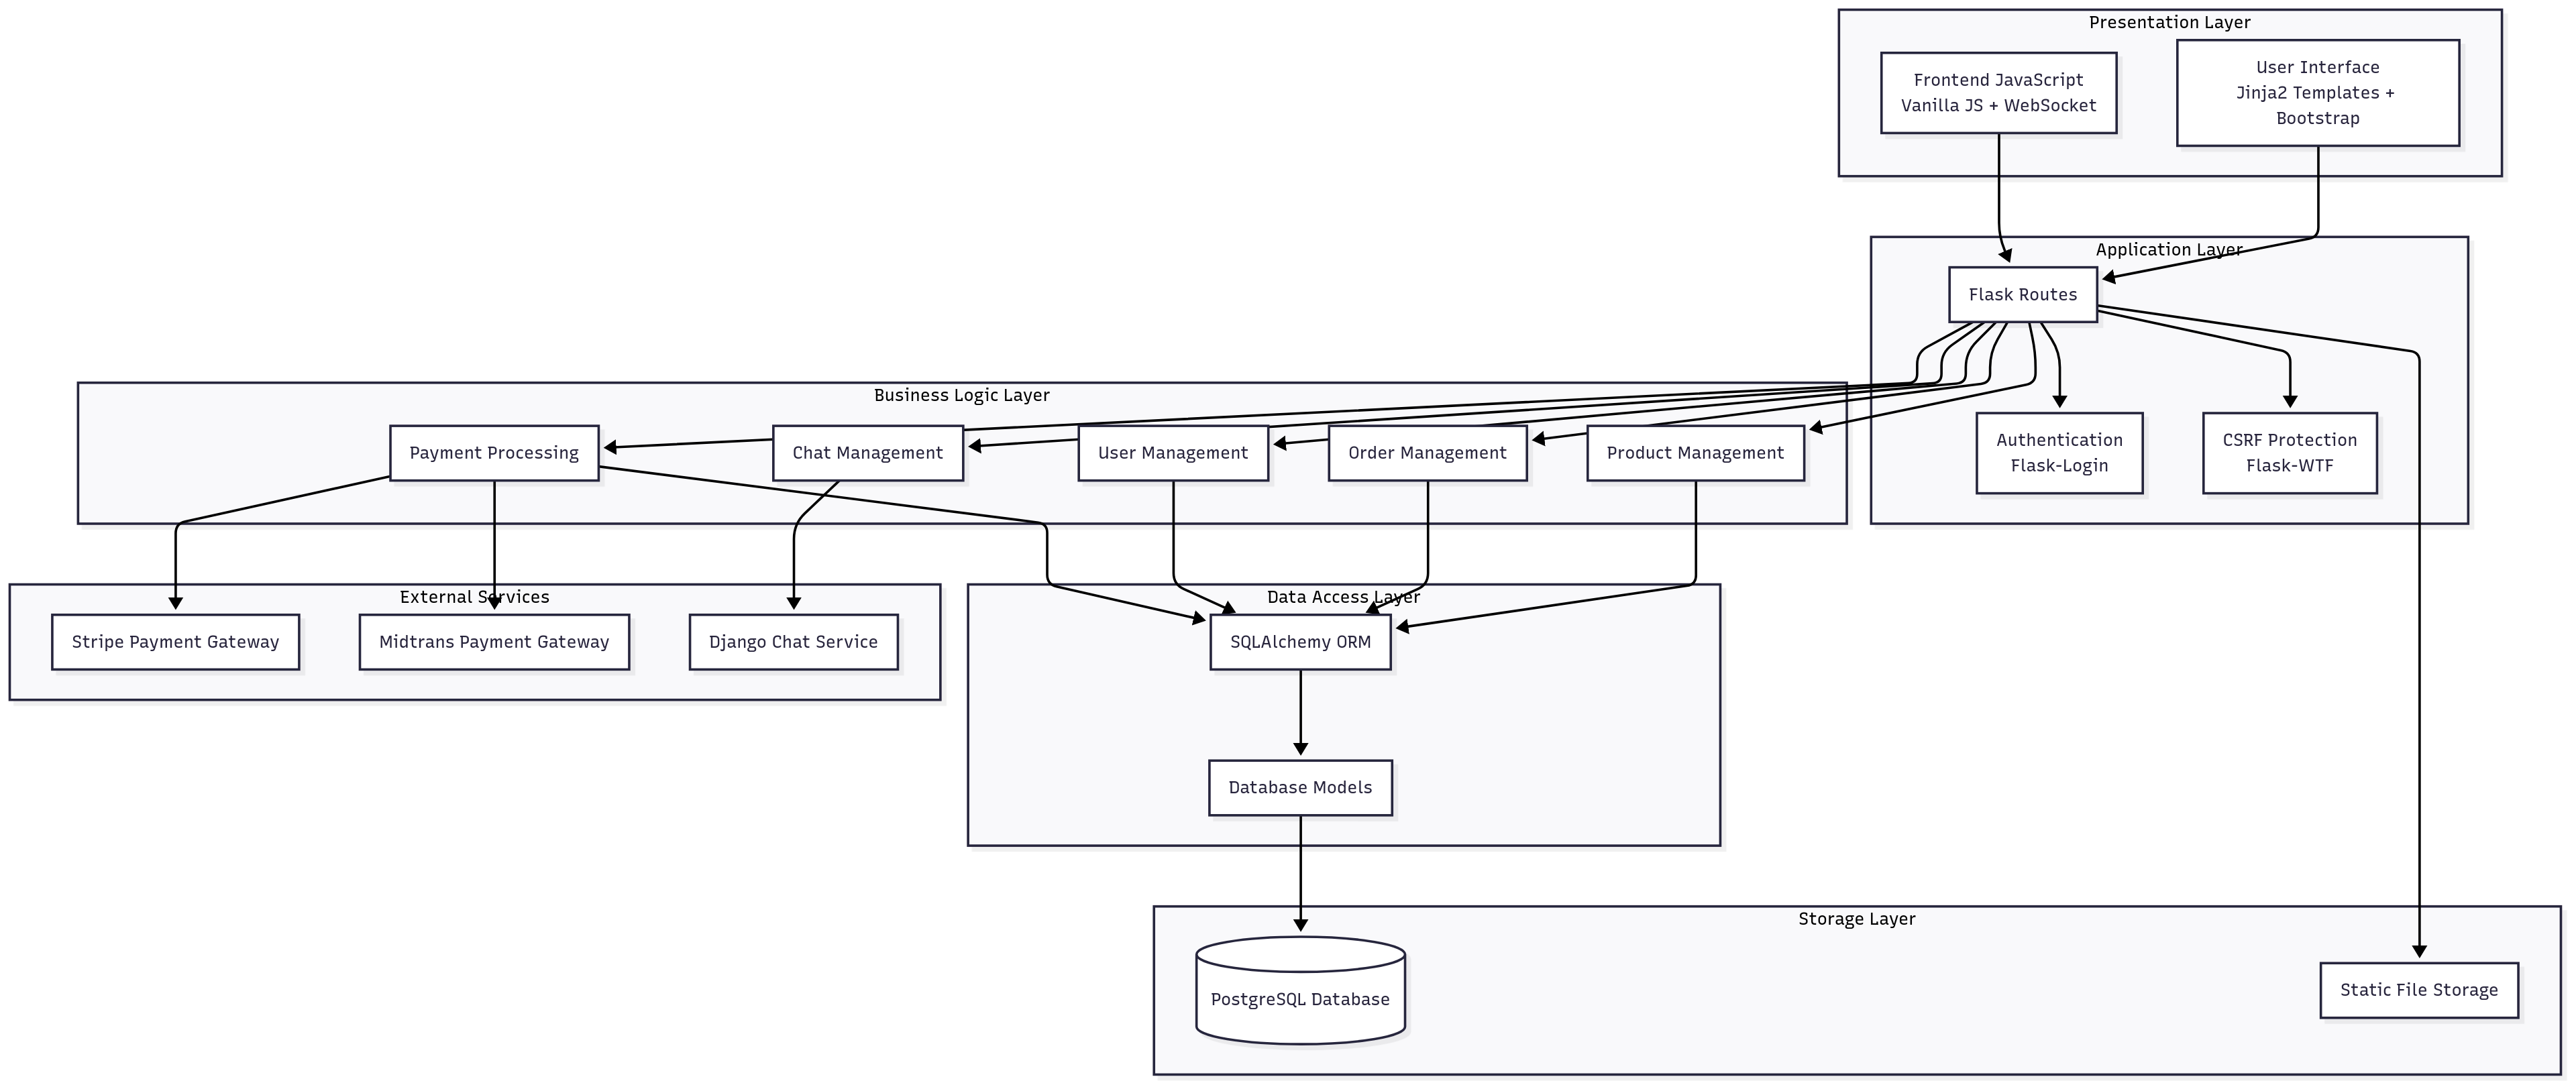 Presentation Layer
Frontend JavaScript
Vanilla JS + WebSocket
User Interface
Jinja2 Templates +
Bootstrap
Application Layer
Flask Routes
Authentication
Flask-Login
CSRF Protection
Flask-WTF
Business Logic Layer
Payment Processing
Chat Management
User Management
Order Management
Product Management
External Services
Stripe Payment Gateway
Midtrans Payment Gateway
Django Chat Service
Data Access Layer
SQLAlchemy ORM
Database Models
Storage Layer
PostgreSQL Database
Static File Storage